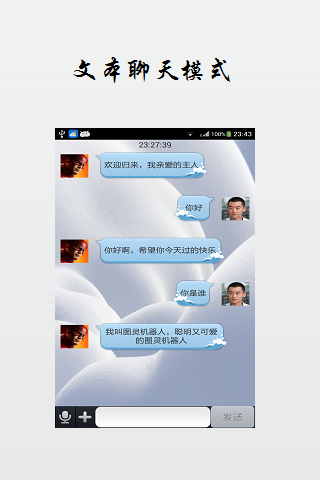 文本聊天模式
100% 23:43
23:27:39
欢迎归来，我亲爱的主人
你好
你好啊，希望你今天过的快乐
你是谁
我叫图灵机器人，聪明又可爱
的图灵机器人
发送